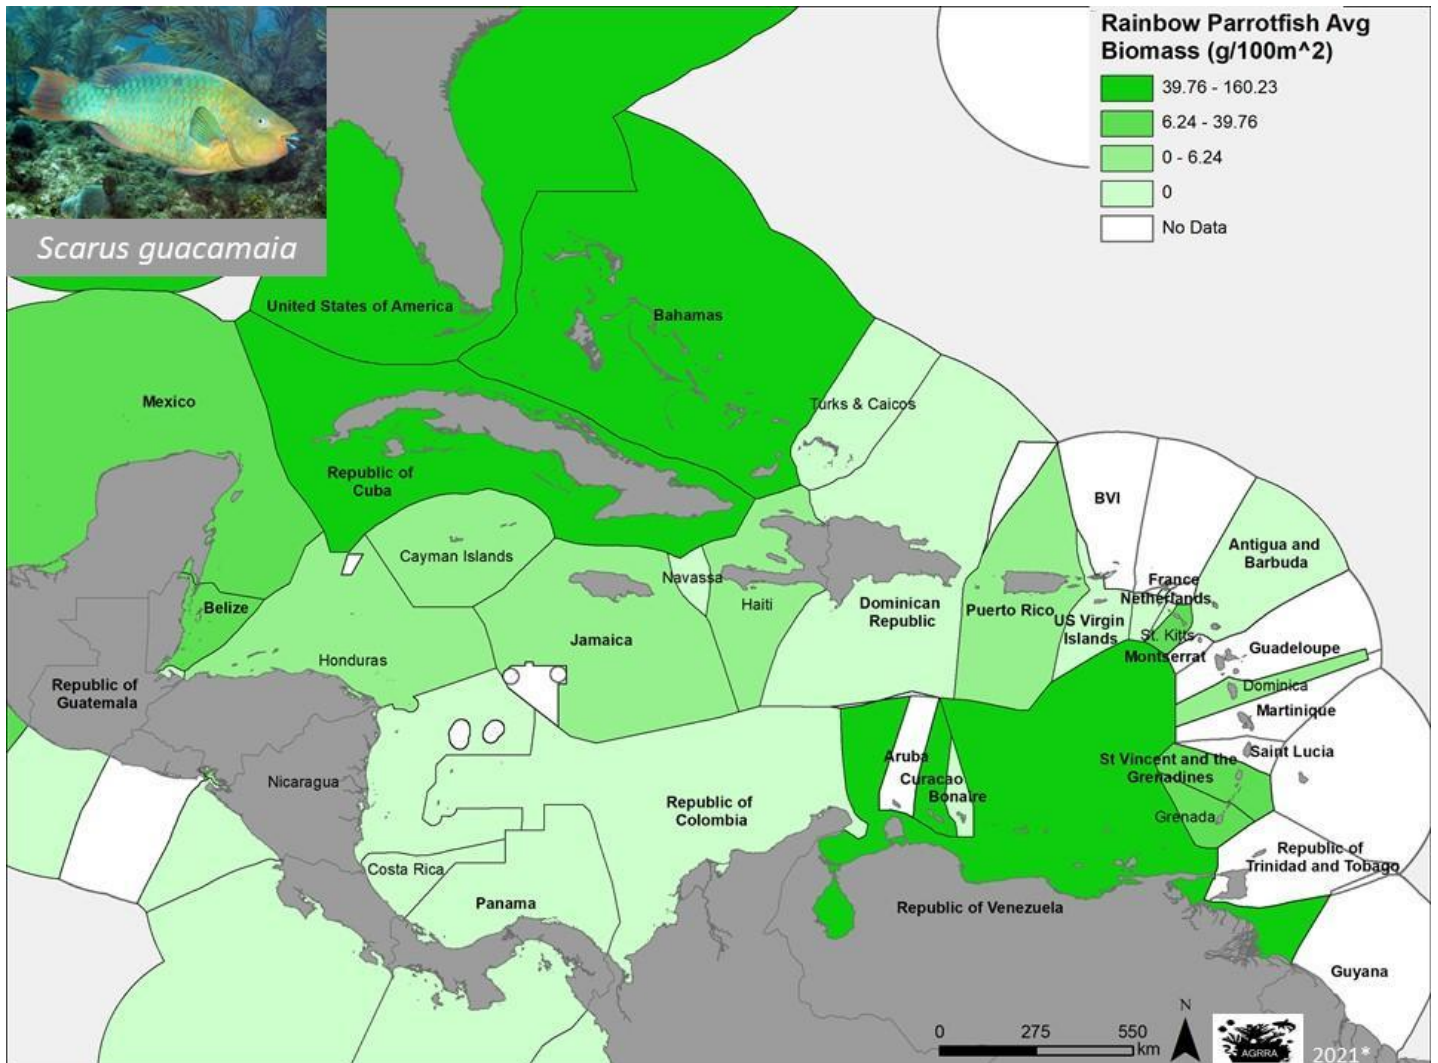 Scarus guacamaia
Rainbow Parrotfish Avg
Biomass (g/100m^2)
39.76 - 160.23
6.24 - 39.76
0 - 6.24
0
No Data
United States of America
Bahamas
Mexico
Turks & Caicos
Republic of
Cuba
BVI
Cayman Islands
Antigua and
Barbuda
Navassa
France
Netherlands
Belize
Haiti
Dominican
Republic
Puerto Rico
US Virgin
Islands
St. Kitts
Jamaica
Honduras
Montserrat
Guadeloupe
Republic of
Guatemala
Dominica
Martinique
Saint Lucia
St Vincent and the
Grenadines
Aruba
Curacao
Bonaire
Nicaragua
Republic of
Colombia
Grenada
Costa Rica
Republic of
Trinidad and Tobago
Panama
Republic of Venezuela
Guyana
N
0 275 550
km
AGRRA
2021*